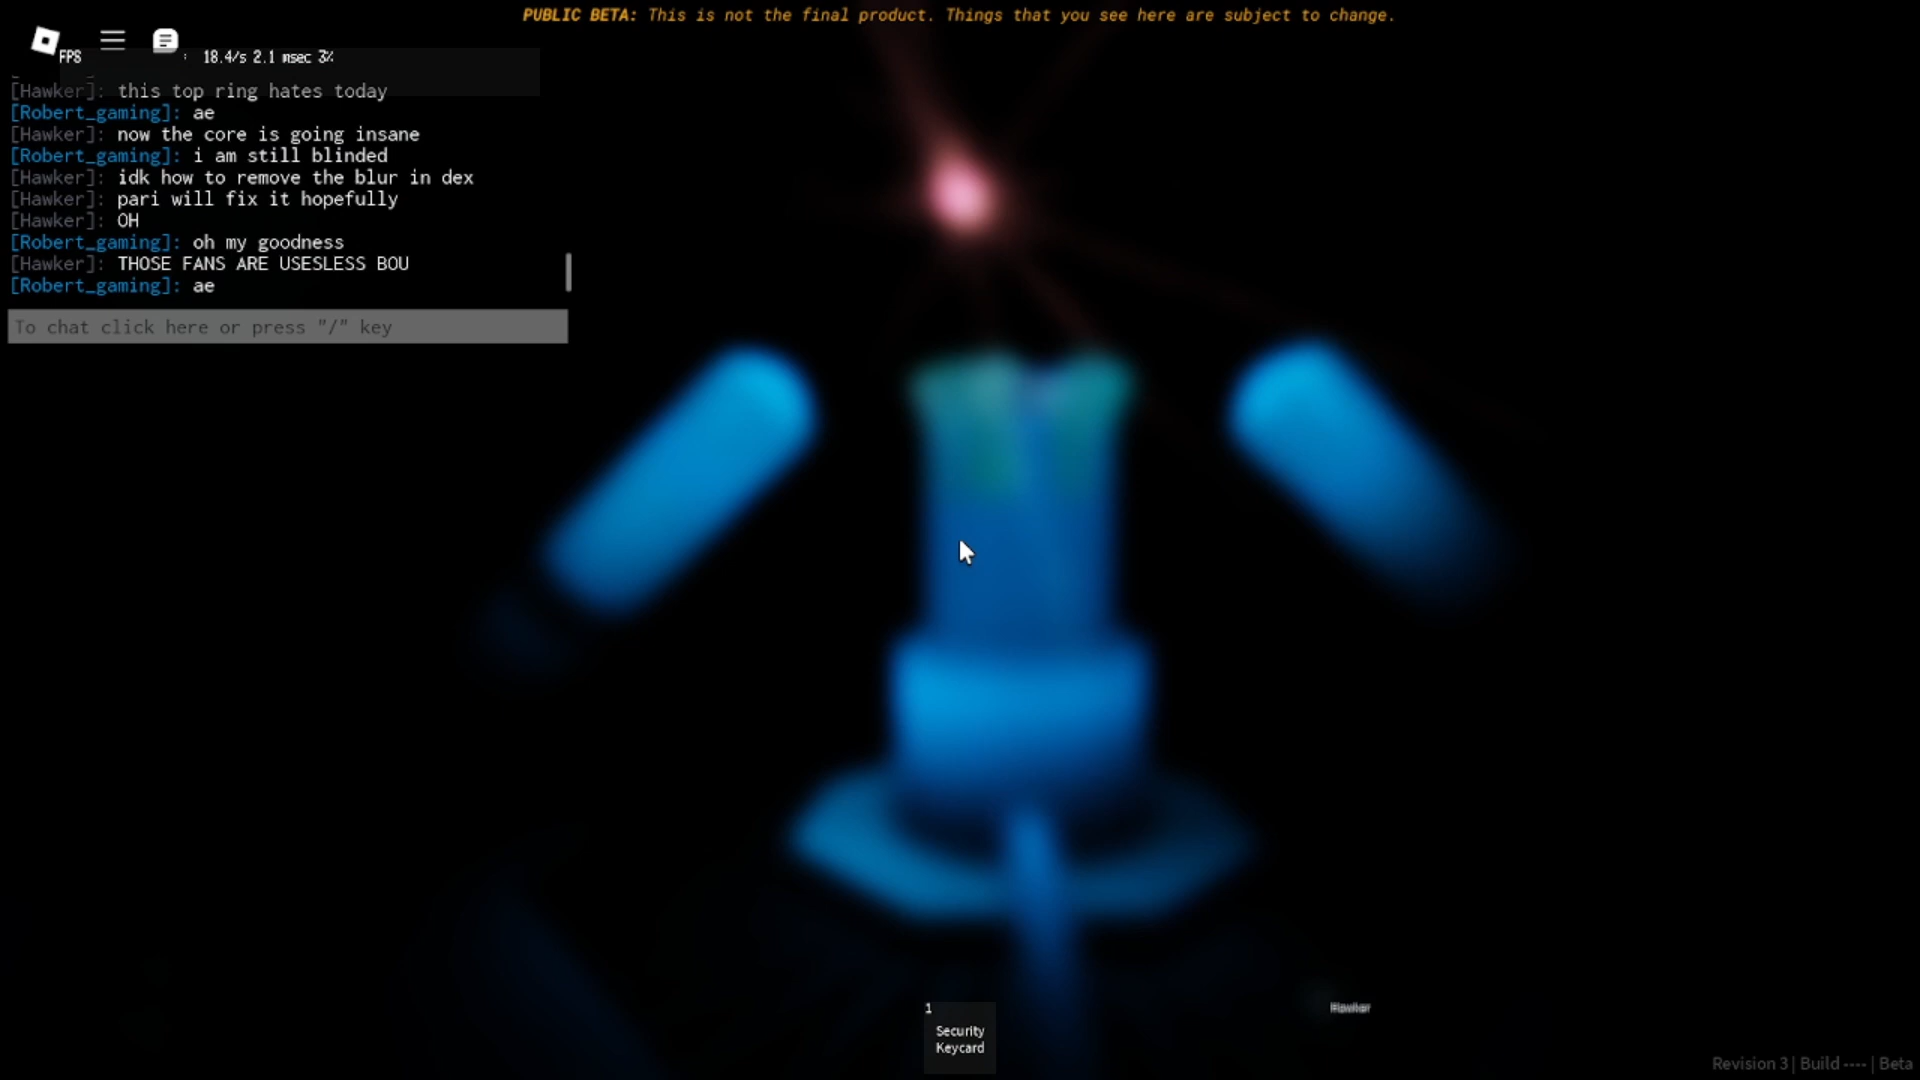 PUBLIC BETA: This is not the final product. Things that you see here are subject to change.
FPS : 18.4/s 2.1 msec 3%
[Hawker]: this top ring hates today
[Robert_gaming]: ae
[Hawker]: now the core is going insane
[Robert_gaming]: i am still blinded
[Hawker]: idk how to remove the blur in dex
[Hawker]: pari will fix it hopefully
[Hawker]: OH
[Robert_gaming]: oh my goodness
[Hawker]: THOSE FANS ARE USESLESS BOU
[Robert_gaming]: ae
To chat click here or press "/" key
1
Security
Keycard
Hawker
Revision 3 | Build ---- | Beta